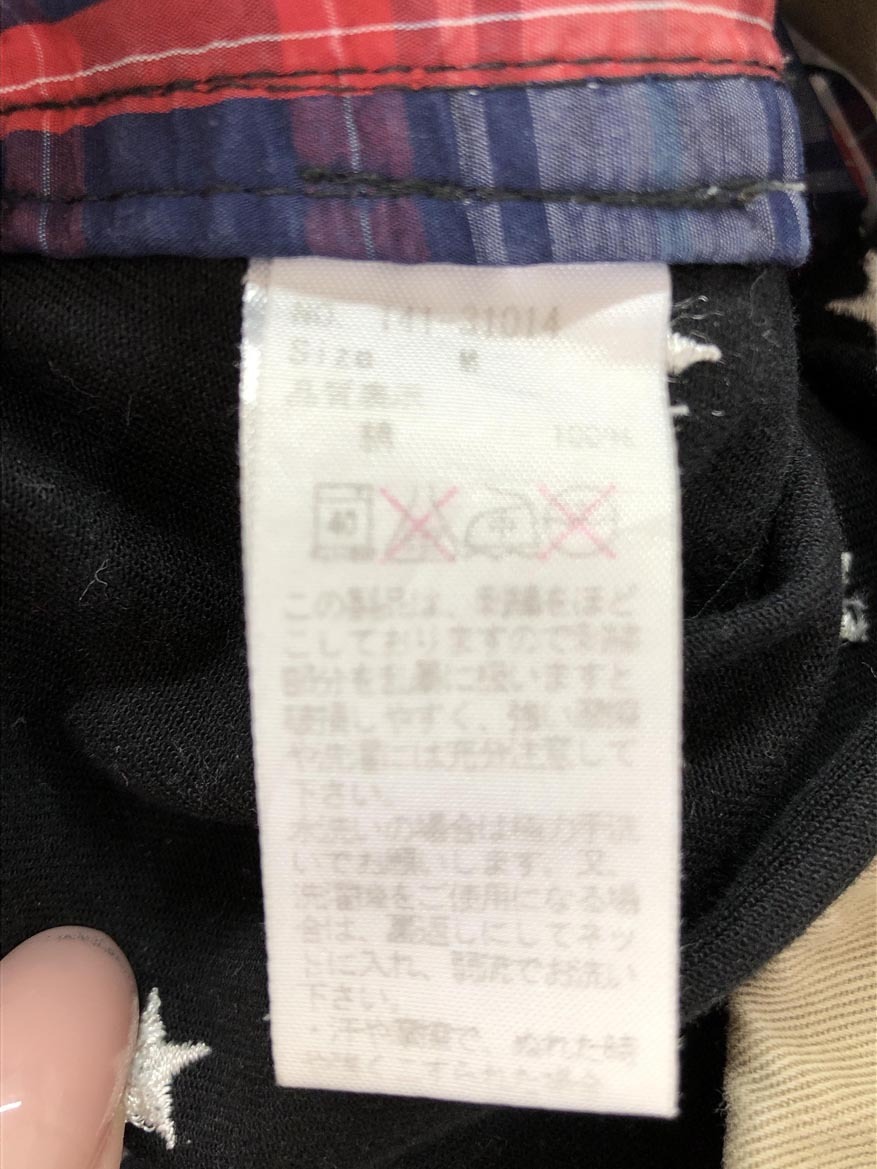 NO. 141-31014
Size M
品質表示
綿 100%
40 中
この製品は、刺繍をほど
こしておりますので刺繍
部分を乱暴に扱いますと
破損しやすく、強い摩擦
や洗濯には充分注意して
下さい。
水洗いの場合は極力手洗
いでお願いします。又、
洗濯機をご使用になる場
合は、裏返しにしてネッ
トに入れ、弱流でお洗い
下さい。
・汗や雨等で、ぬれた時